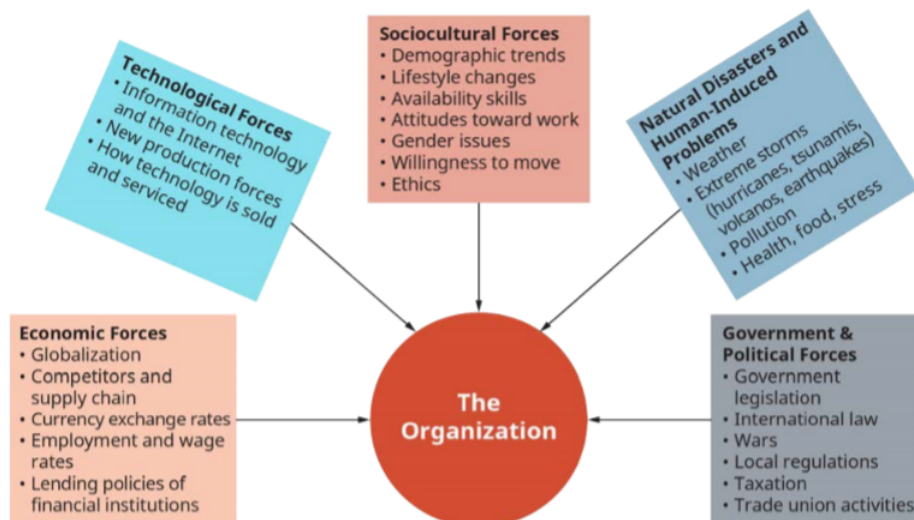 Technological Forces
• Information technology
and the Internet
• New production forces
• How technology is sold
and serviced
Sociocultural Forces
• Demographic trends
• Lifestyle changes
• Availability skills
• Attitudes toward work
• Gender issues
• Willingness to move
• Ethics
Natural Disasters and
Human-Induced
Problems
• Weather
• Extreme storms
(hurricanes, tsunamis,
volcanos, earthquakes)
• Pollution
• Health, food, stress
Economic Forces
• Globalization
• Competitors and
supply chain
• Currency exchange rates
• Employment and wage
rates
• Lending policies of
financial institutions
The
Organization
Government &
Political Forces
• Government
legislation
• International law
• Wars
• Local regulations
• Taxation
• Trade union activities